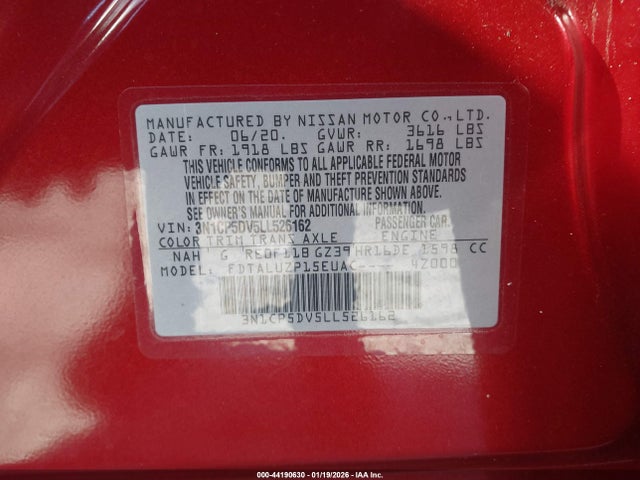 MANUFACTURED BY NISSAN MOTOR CO.,LTD.
DATE: 06/20. GVWR: 3616 LBS
GAWR FR: 1918 LBS GAWR RR: 1698 LBS
THIS VEHICLE CONFORMS TO ALL APPLICABLE FEDERAL MOTOR
VEHICLE SAFETY, BUMPER AND THEFT PREVENTION STANDARDS
IN EFFECT ON THE DATE OF MANUFACTURE SHOWN ABOVE.
SEE OWNER'S MANUAL FOR ADDITIONAL INFORMATION.
VIN: 3N1CP5DV5LL526162 PASSENGER CAR.
COLOR TRIM TRANS AXLE ENGINE
NAH G RE0F11B GZ39 HR16DE 1598 CC
MODEL: FDTALUZP15EUAC---- 4Z000
3N1CP5DV5LL526162
000-44190630 - 01/19/2026 - IAA Inc.